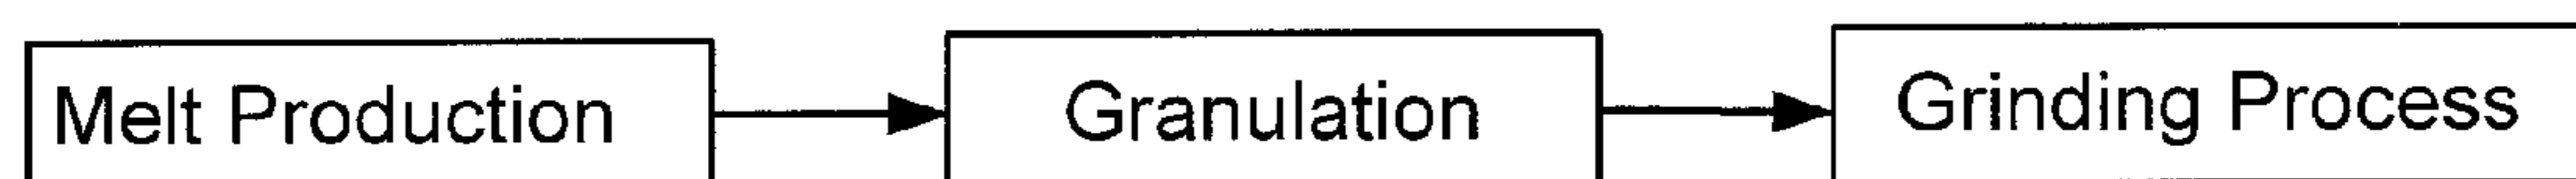 Melt Production
Granulation
Grinding Process